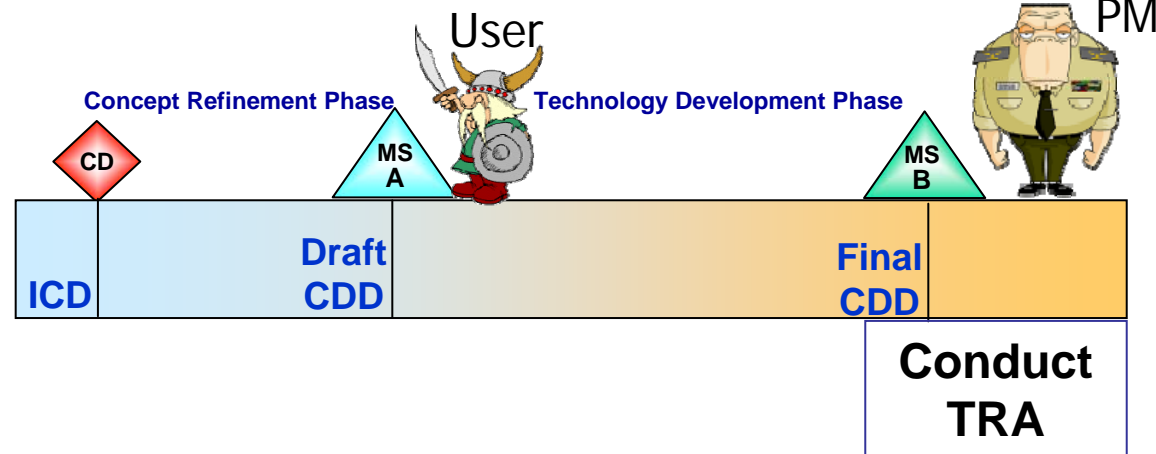 User
PM
Concept Refinement Phase
Technology Development Phase
CD
MS
A
MS
B
ICD
Draft
CDD
Final
CDD
Conduct
TRA